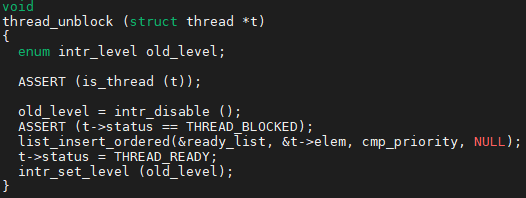 void
thread_unblock (struct thread *t)
{
  enum intr_level old_level;

  ASSERT (is_thread (t));

  old_level = intr_disable ();
  ASSERT (t->status == THREAD_BLOCKED);
  list_insert_ordered(&ready_list, &t->elem, cmp_priority, NULL);
  t->status = THREAD_READY;
  intr_set_level (old_level);
}